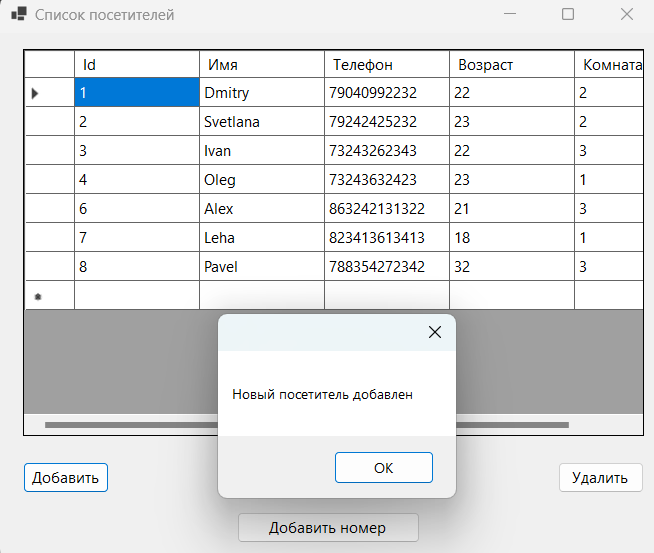 Список посетителей
Id Имя Телефон Возраст Комната
1 Dmitry 79040992232 22 2
2 Svetlana 79242425232 23 2
3 Ivan 73243262343 22 3
4 Oleg 73243632423 23 1
6 Alex 863242131322 21 3
7 Leha 823413613413 18 1
8 Pavel 788354272342 32 3
Новый посетитель добавлен
OK
Добавить Удалить
Добавить номер